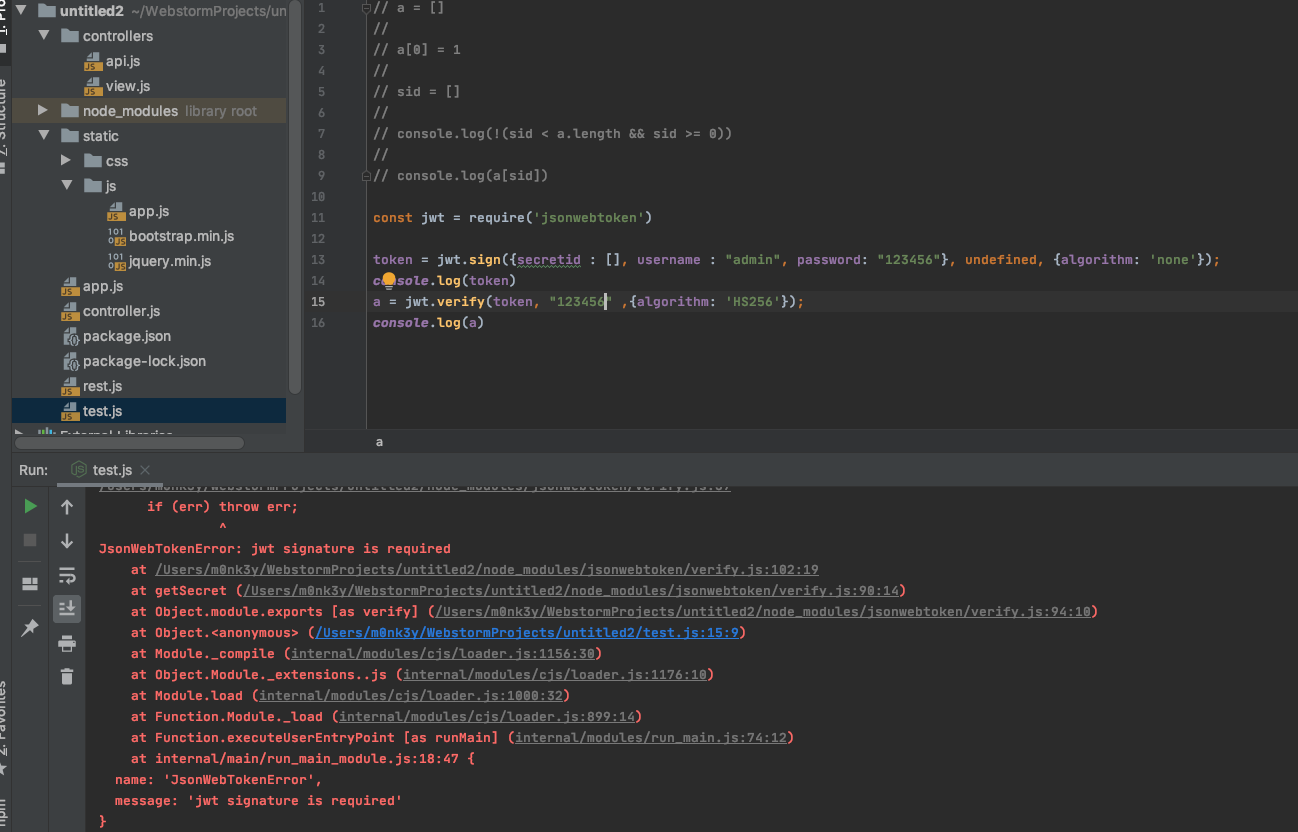 untitled2 ~/WebstormProjects/un
controllers
api.js
view.js
node_modules library root
static
css
js
app.js
bootstrap.min.js
jquery.min.js
app.js
controller.js
package.json
package-lock.json
rest.js
test.js
External Libraries
2: Structure
1 // a = []
2 //
3 // a[0] = 1
4 //
5 // sid = []
6 //
7 // console.log(!(sid < a.length && sid >= 0))
8 //
9 // console.log(a[sid])
10
11 const jwt = require('jsonwebtoken')
12
13 token = jwt.sign({secretid : [], username : "admin", password: "123456"}, undefined, {algorithm: 'none'});
14 console.log(token)
15 a = jwt.verify(token, "123456" ,{algorithm: 'HS256'});
16 console.log(a)
a
Run: test.js
/Users/m0nk3y/WebstormProjects/untitled2/node_modules/jsonwebtoken/verify.js:37
if (err) throw err;
^
JsonWebTokenError: jwt signature is required
at /Users/m0nk3y/WebstormProjects/untitled2/node_modules/jsonwebtoken/verify.js:102:19
at getSecret (/Users/m0nk3y/WebstormProjects/untitled2/node_modules/jsonwebtoken/verify.js:90:14)
at Object.module.exports [as verify] (/Users/m0nk3y/WebstormProjects/untitled2/node_modules/jsonwebtoken/verify.js:94:10)
at Object.<anonymous> (/Users/m0nk3y/WebstormProjects/untitled2/test.js:15:9)
at Module._compile (internal/modules/cjs/loader.js:1156:30)
at Object.Module._extensions..js (internal/modules/cjs/loader.js:1176:10)
at Module.load (internal/modules/cjs/loader.js:1000:32)
at Function.Module._load (internal/modules/cjs/loader.js:899:14)
at Function.executeUserEntryPoint [as runMain] (internal/modules/run_main.js:74:12)
at internal/main/run_main_module.js:18:47 {
name: 'JsonWebTokenError',
message: 'jwt signature is required'
}
2: Favorites
npm